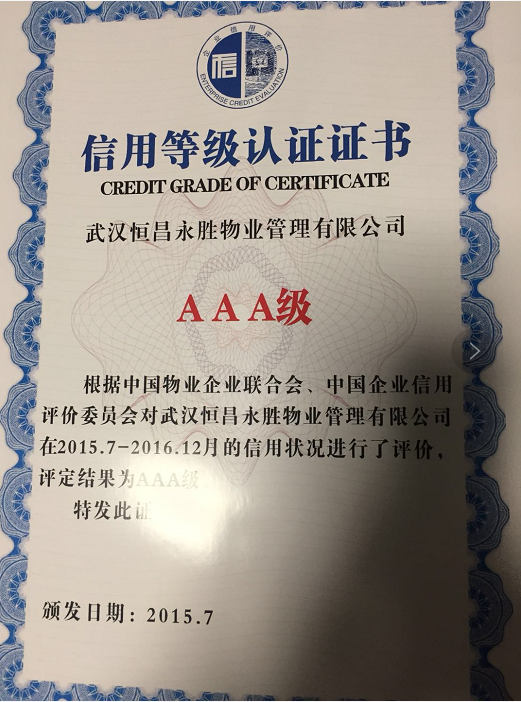 企业信用评价
信
ENTERPRISE CREDIT EVALUATION
信用等级认证证书
CREDIT GRADE OF CERTIFICATE
武汉恒昌永胜物业管理有限公司
AAA级
根据中国物业企业联合会、中国企业信用
评价委员会对武汉恒昌永胜物业管理有限公司
在2015.7-2016.12月的信用状况进行了评价，
评定结果为AAA级
特发此证
颁发日期：2015.7